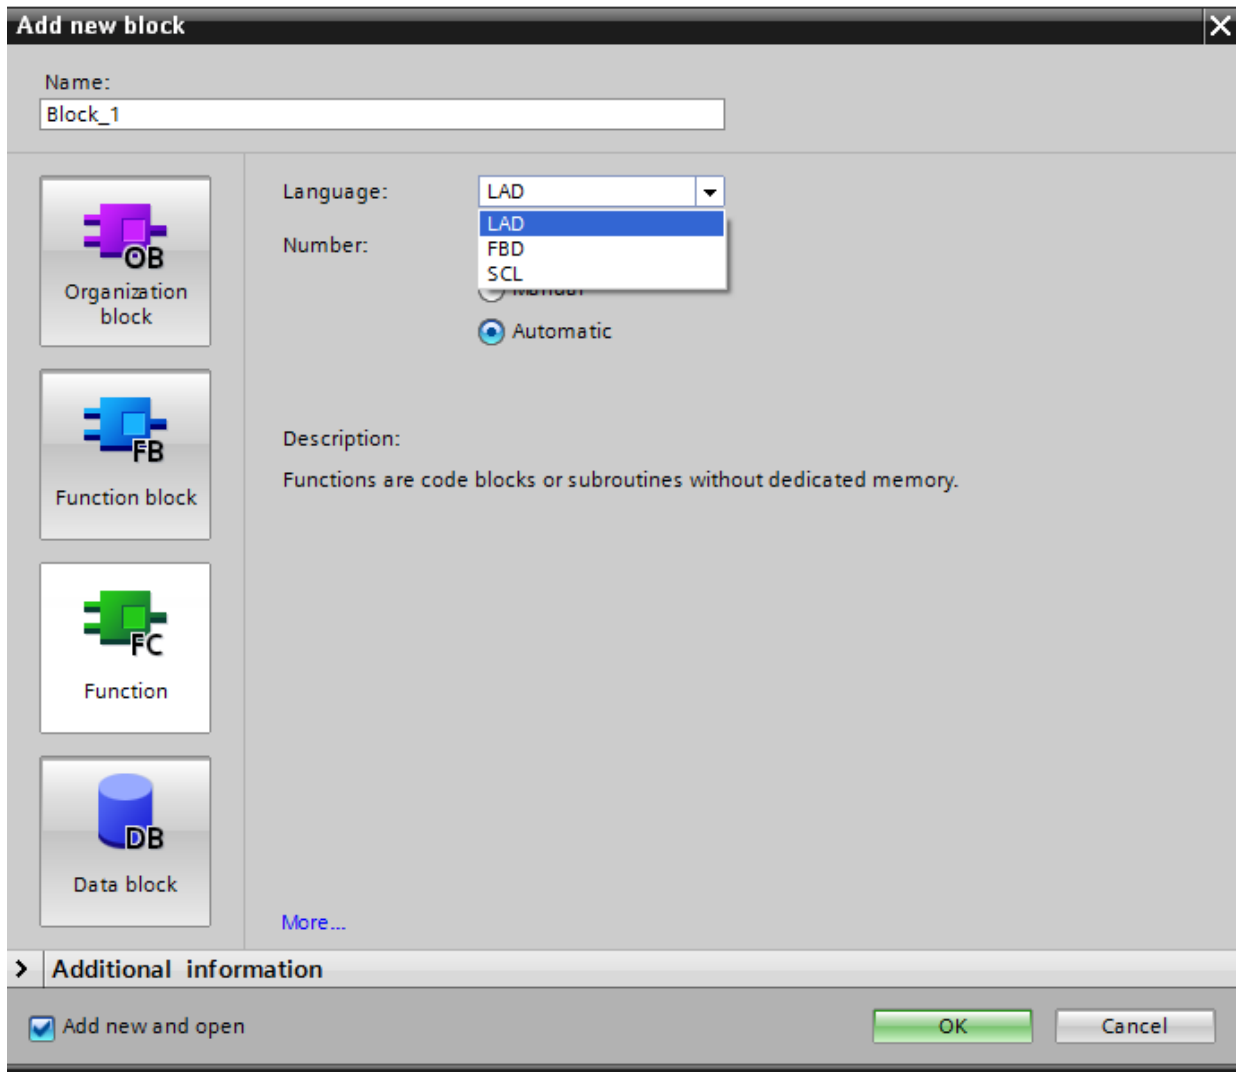 Add new block
Name:
Block_1
Language:
LAD
LAD
FBD
SCL
Number:
Manual
Automatic
OB
Organization
block
FB
Function block
FC
Function
DB
Data block
Description:
Functions are code blocks or subroutines without dedicated memory.
More...
Additional information
Add new and open
OK
Cancel